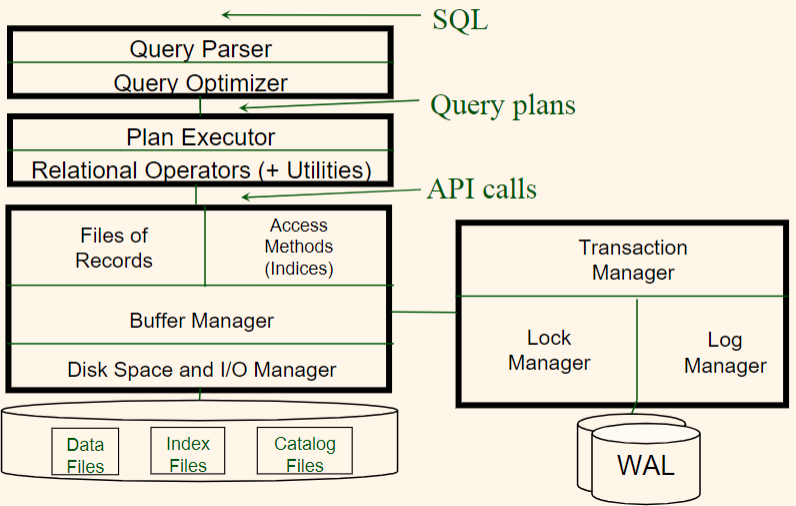 SQL
Query Parser
Query Optimizer
Query plans
Plan Executor
Relational Operators (+ Utilities)
API calls
Files of
Records
Access
Methods
(Indices)
Buffer Manager
Disk Space and I/O Manager
Transaction
Manager
Lock
Manager
Log
Manager
Data
Files
Index
Files
Catalog
Files
WAL